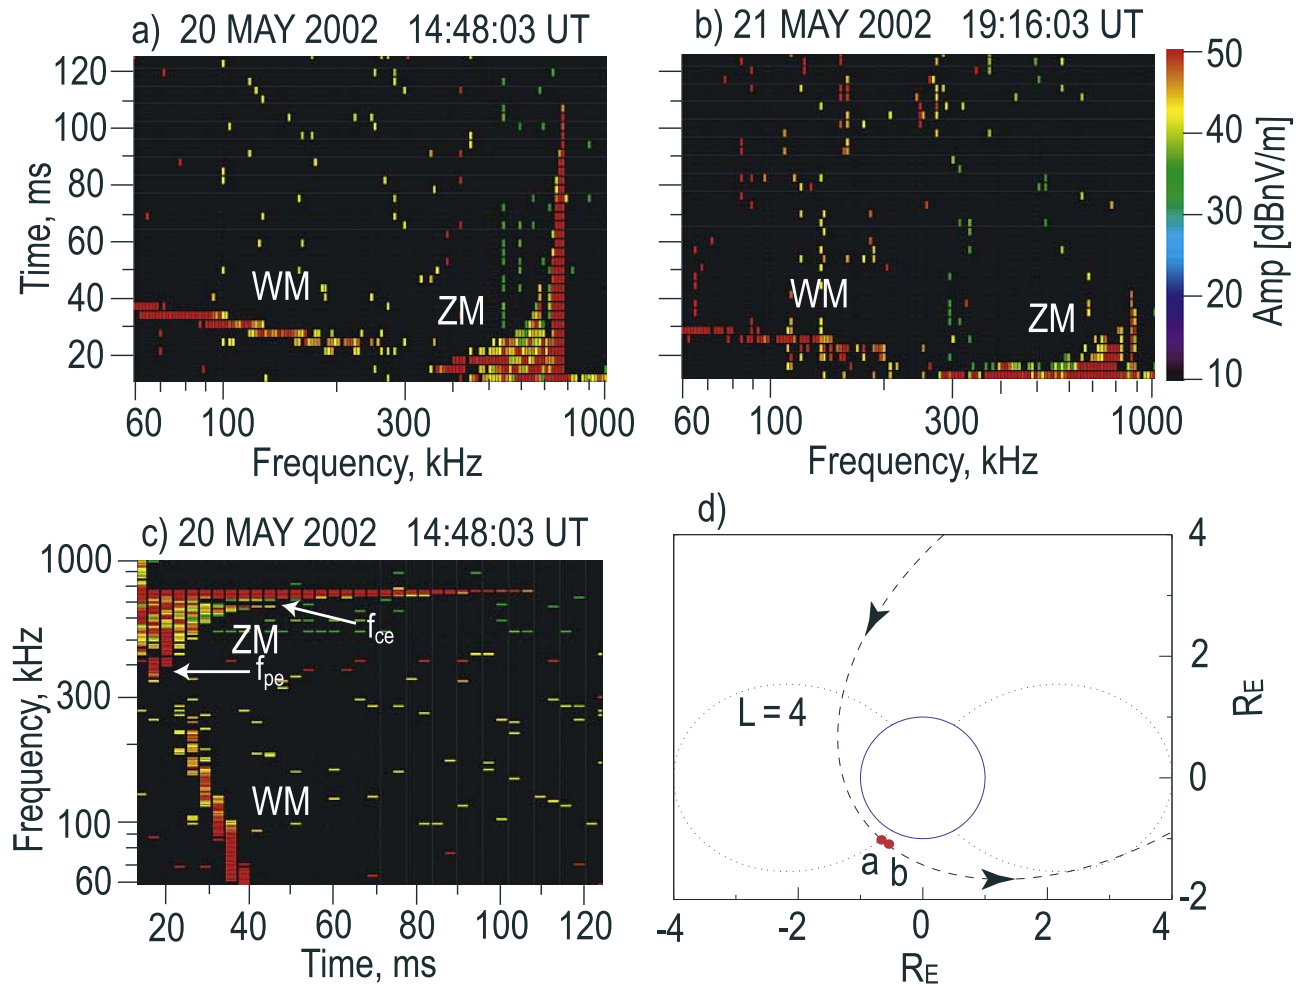 a) 20 MAY 2002 14:48:03 UT
120
100
80
60
40
20
Time, ms
WM
ZM
60 100 300 1000
Frequency, kHz
b) 21 MAY 2002 19:16:03 UT
WM
ZM
60 100 300 1000
Frequency, kHz
50
40
30
20
10
Amp [dBnV/m]
c) 20 MAY 2002 14:48:03 UT
1000
300
100
60
Frequency, kHz
fce
ZM
fpe
WM
20 40 60 80 100 120
Time, ms
d)
4
2
0
-2
RE
L = 4
a
b
-4 -2 0 2 4
RE